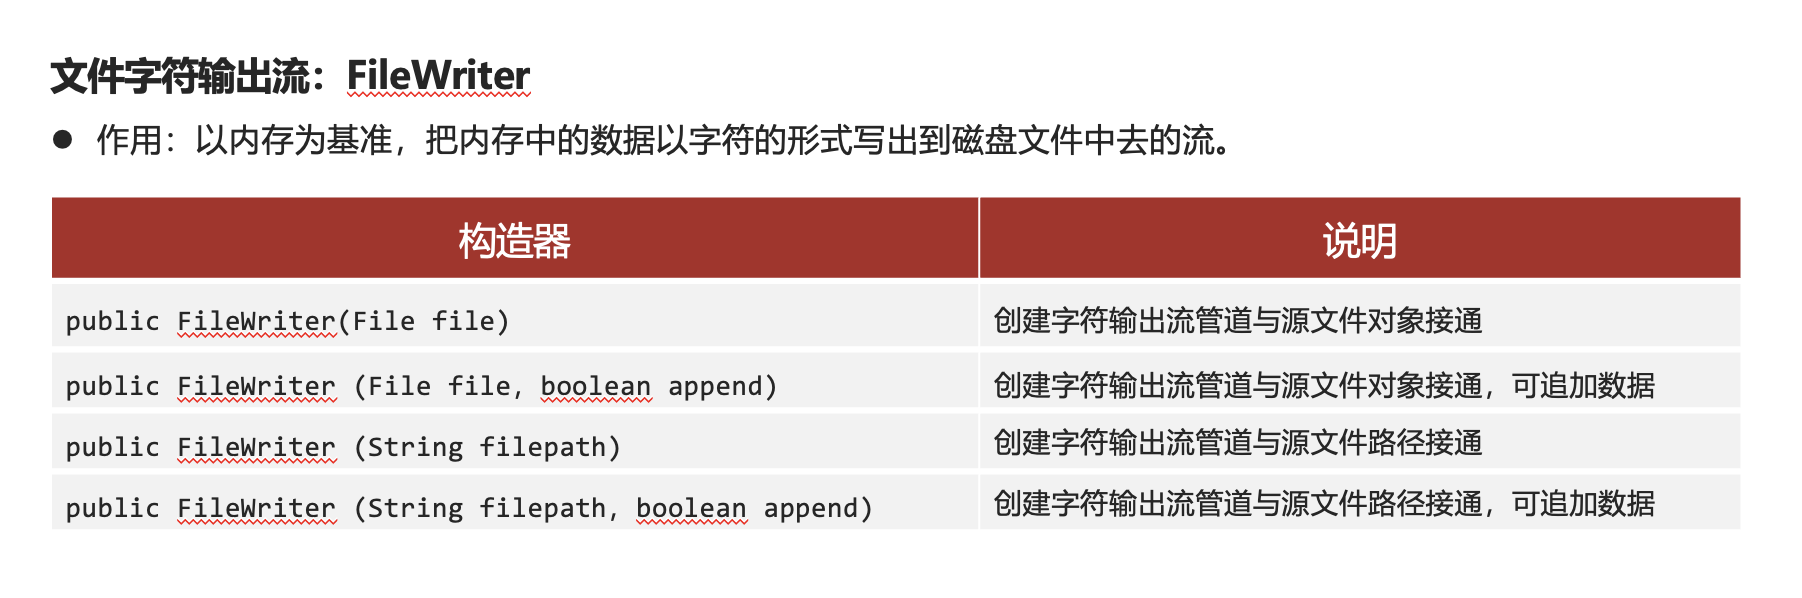 文件字符输出流：FileWriter
● 作用：以内存为基准，把内存中的数据以字符的形式写出到磁盘文件中去的流。
构造器 说明
public FileWriter(File file) 创建字符输出流管道与源文件对象接通
public FileWriter (File file, boolean append) 创建字符输出流管道与源文件对象接通，可追加数据
public FileWriter (String filepath) 创建字符输出流管道与源文件路径接通
public FileWriter (String filepath, boolean append) 创建字符输出流管道与源文件路径接通，可追加数据